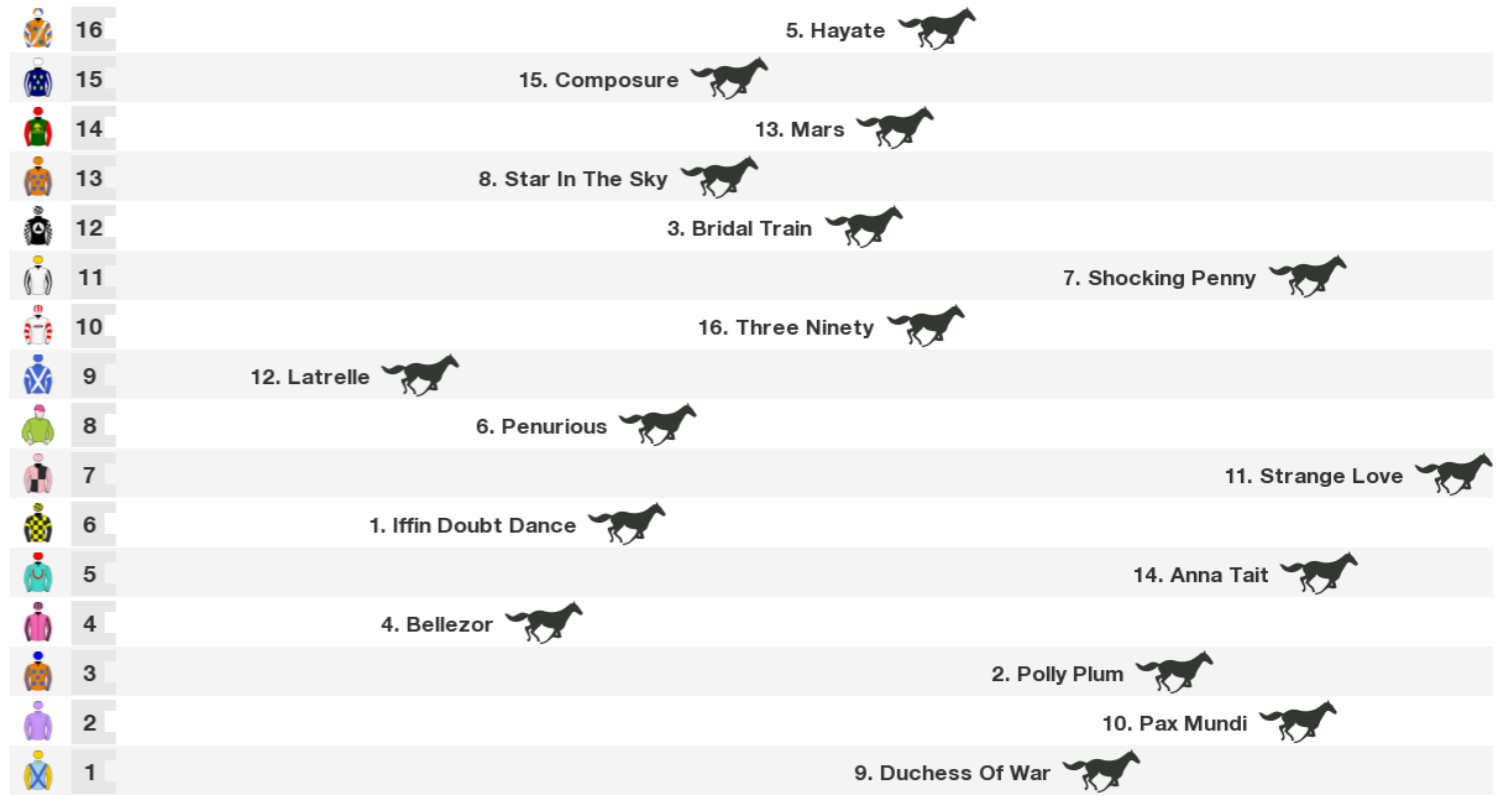 16 5. Hayate
15 15. Composure
14 13. Mars
13 8. Star In The Sky
12 3. Bridal Train
11 7. Shocking Penny
10 16. Three Ninety
9 12. Latrelle
8 6. Penurious
7 11. Strange Love
6 1. Iffin Doubt Dance
5 14. Anna Tait
4 4. Bellezor
3 2. Polly Plum
2 10. Pax Mundi
1 9. Duchess Of War